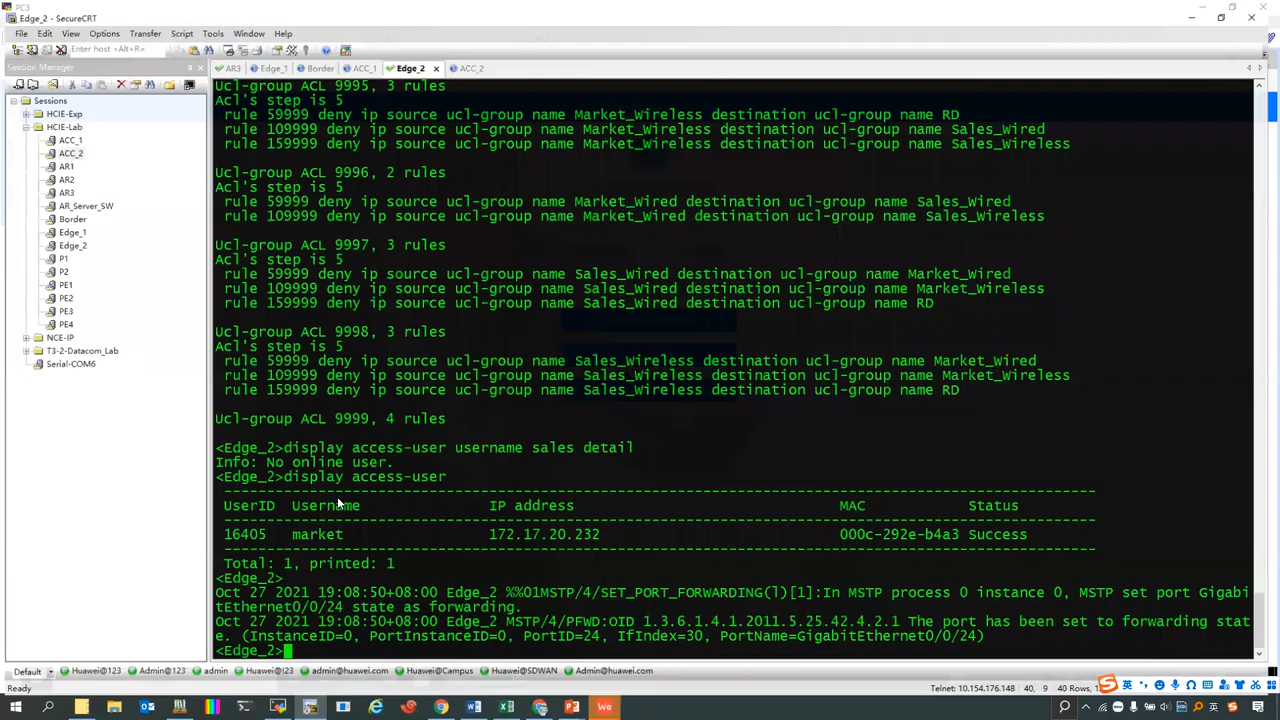 PC3
Edge_2 - SecureCRT
File Edit View Options Transfer Script Tools Window Help
Enter host <Alt+R>
Session Manager
AR3 Edge_1 Border ACC_1 Edge_2 ACC_2
Sessions
HCIE-Exp
HCIE-Lab
ACC_1
ACC_2
AR1
AR2
AR3
AR_Server_SW
Border
Edge_1
Edge_2
P1
P2
PE1
PE2
PE3
PE4
NCE-IP
T3-2-Datacom_Lab
Serial-COM6
Ucl-group ACL 9995, 3 rules
Acl's step is 5
rule 59999 deny ip source ucl-group name Market_Wireless destination ucl-group name RD
rule 109999 deny ip source ucl-group name Market_Wireless destination ucl-group name Sales_Wired
rule 159999 deny ip source ucl-group name Market_Wireless destination ucl-group name Sales_Wireless
Ucl-group ACL 9996, 2 rules
Acl's step is 5
rule 59999 deny ip source ucl-group name Market_Wired destination ucl-group name Sales_Wired
rule 109999 deny ip source ucl-group name Market_Wired destination ucl-group name Sales_Wireless
Ucl-group ACL 9997, 3 rules
Acl's step is 5
rule 59999 deny ip source ucl-group name Sales_Wired destination ucl-group name Market_Wired
rule 109999 deny ip source ucl-group name Sales_Wired destination ucl-group name Market_Wireless
rule 159999 deny ip source ucl-group name Sales_Wired destination ucl-group name RD
Ucl-group ACL 9998, 3 rules
Acl's step is 5
rule 59999 deny ip source ucl-group name Sales_Wireless destination ucl-group name Market_Wired
rule 109999 deny ip source ucl-group name Sales_Wireless destination ucl-group name Market_Wireless
rule 159999 deny ip source ucl-group name Sales_Wireless destination ucl-group name RD
Ucl-group ACL 9999, 4 rules
<Edge_2>display access-user username sales detail
Info: No online user.
<Edge_2>display access-user
UserID Username IP address MAC Status
16405 market 172.17.20.232 000c-292e-b4a3 Success
Total: 1, printed: 1
<Edge_2>
Oct 27 2021 19:08:50+08:00 Edge_2 %%01MSTP/4/SET_PORT_FORWARDING(l)[1]:In MSTP process 0 instance 0, MSTP set port Gigabi
tEthernet0/0/24 state as forwarding.
Oct 27 2021 19:08:50+08:00 Edge_2 MSTP/4/PFWD:OID 1.3.6.1.4.1.2011.5.25.42.4.2.1 The port has been set to forwarding stat
e. (InstanceID=0, PortInstanceID=0, PortID=24, IfIndex=30, PortName=GigabitEthernet0/0/24)
<Edge_2>
Default Huawei@123 Admin@123 admin Huawei@!23 admin@huawei.com Huawei@Campus Huawei@SDWAN Admin@huawei.com
Ready Telnet: 10.154.176.148 40, 9 40 Rows,
英